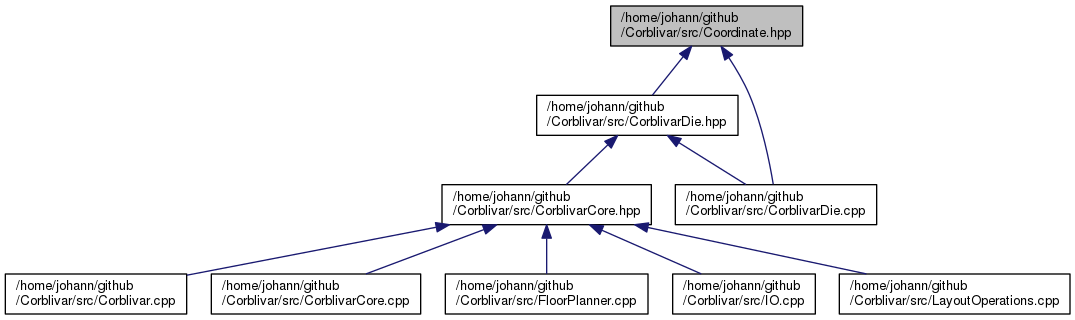 /home/johann/github
/Corblivar/src/Coordinate.hpp
/home/johann/github
/Corblivar/src/CorblivarDie.hpp
/home/johann/github
/Corblivar/src/CorblivarCore.hpp
/home/johann/github
/Corblivar/src/CorblivarDie.cpp
/home/johann/github
/Corblivar/src/Corblivar.cpp
/home/johann/github
/Corblivar/src/CorblivarCore.cpp
/home/johann/github
/Corblivar/src/FloorPlanner.cpp
/home/johann/github
/Corblivar/src/IO.cpp
/home/johann/github
/Corblivar/src/LayoutOperations.cpp